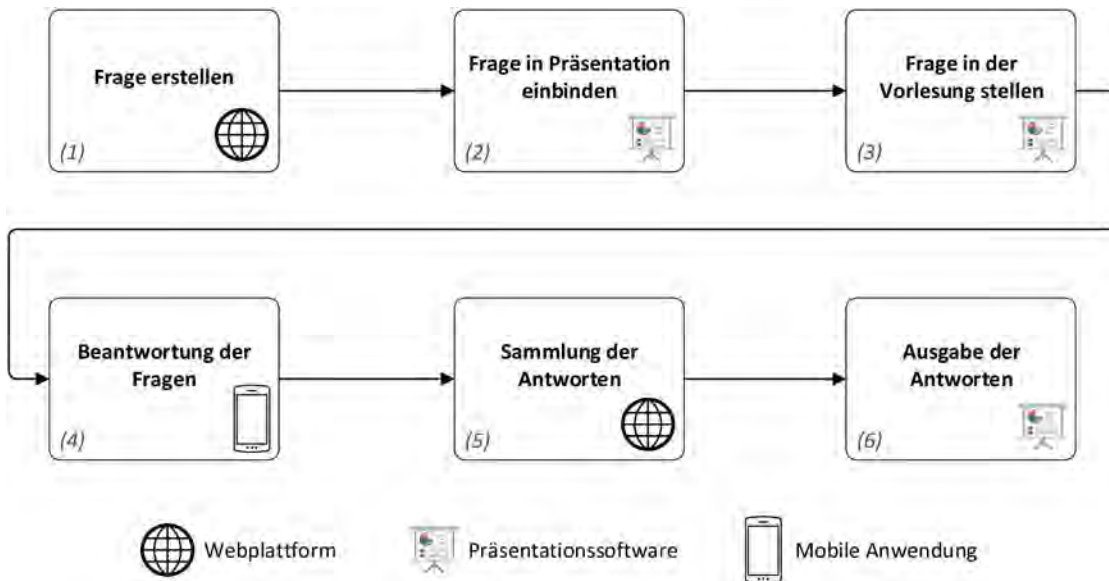 Frage erstellen
(1)
Frage in Präsentation
einbinden
(2)
Frage in der
Vorlesung stellen
(3)
Beantwortung der
Fragen
(4)
Sammlung der
Antworten
(5)
Ausgabe der
Antworten
(6)
Webplattform
Präsentationssoftware
Mobile Anwendung